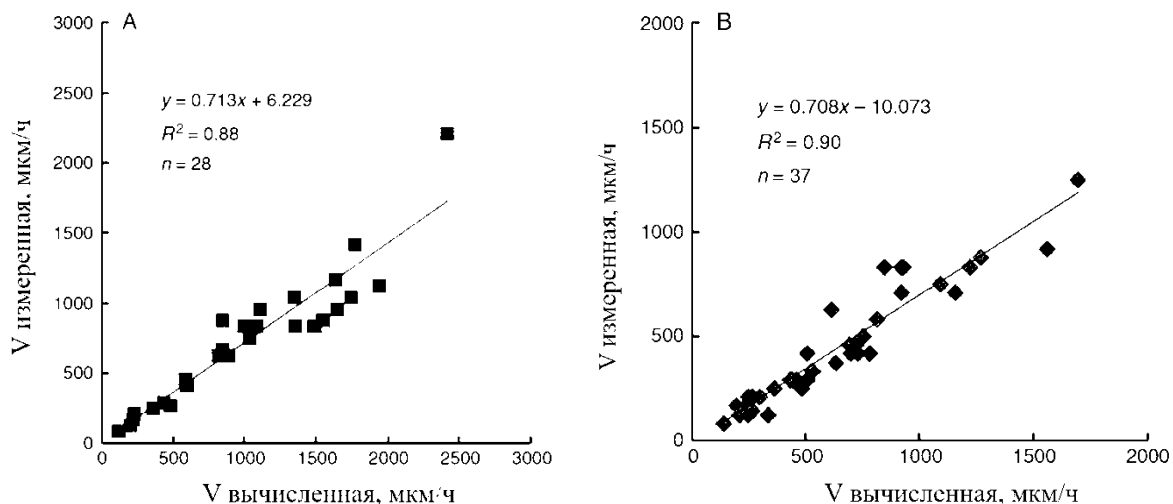 A
3000
2500
2000
1500
1000
500
0
V измеренная, мкм/ч
y = 0.713x + 6.229
R² = 0.88
n = 28
0 500 1000 1500 2000 2500 3000
V вычисленная, мкм/ч
B
2000
1500
1000
500
0
V измеренная, мкм/ч
y = 0.708x – 10.073
R² = 0.90
n = 37
0 500 1000 1500 2000
V вычисленная, мкм/ч